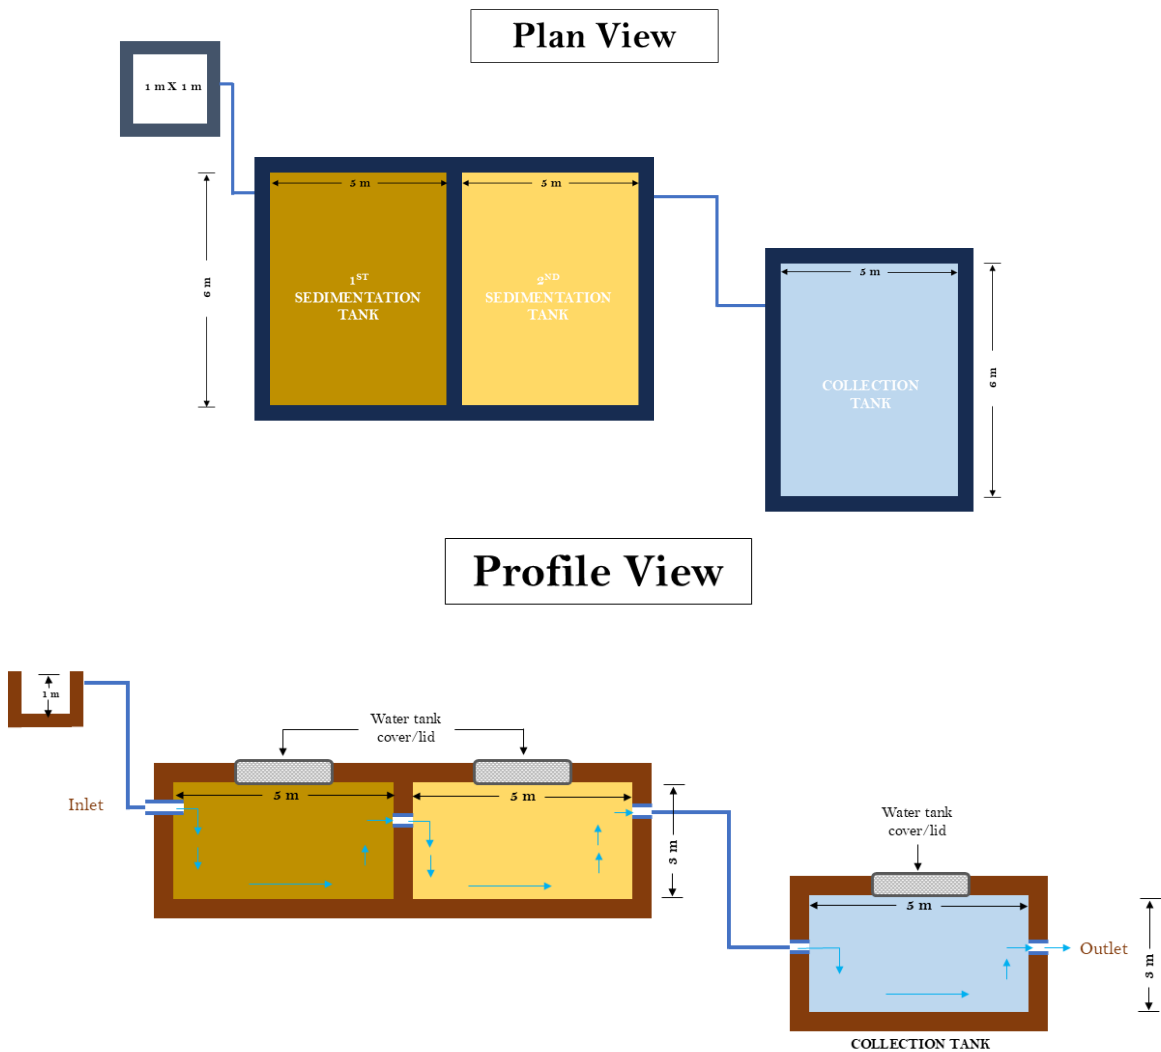 Plan View
1 m X 1 m
5 m
5 m
6 m
1ST
SEDIMENTATION
TANK
2ND
SEDIMENTATION
TANK
5 m
6 m
COLLECTION
TANK
Profile View
1 m
Water tank
cover/lid
Inlet
5 m
5 m
3 m
Water tank
cover/lid
5 m
Outlet
3 m
COLLECTION TANK